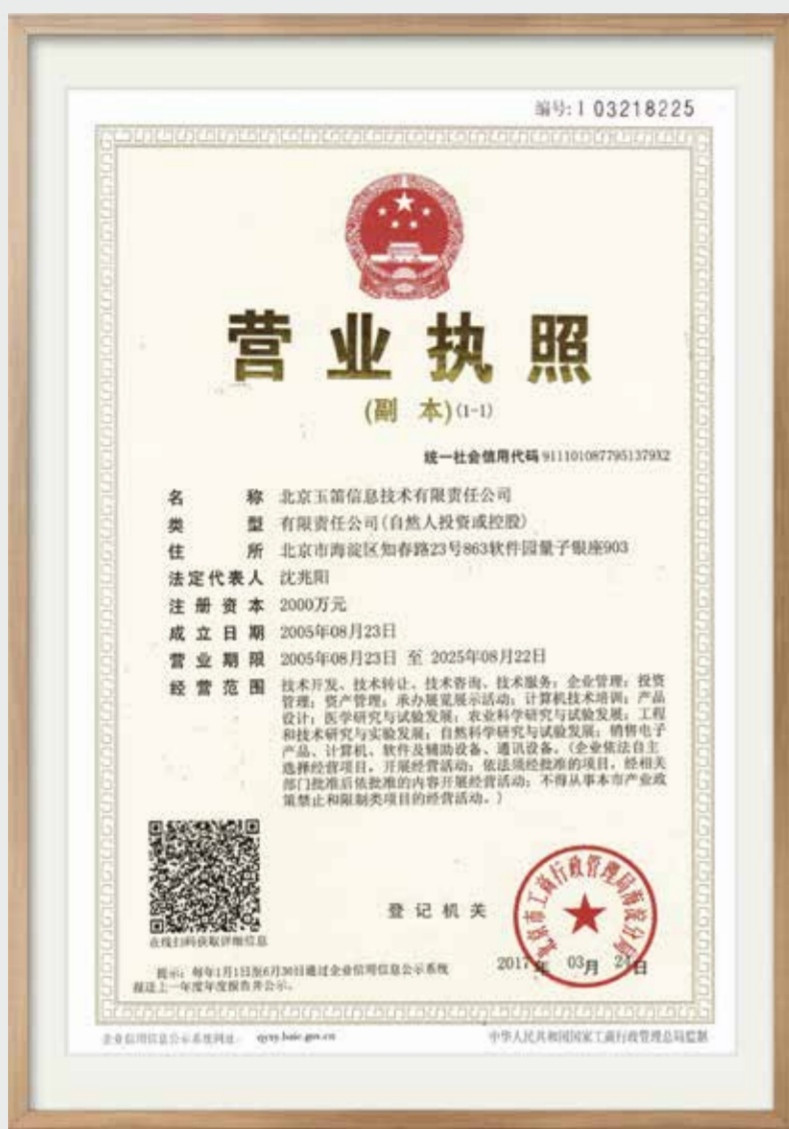 编号:1 03218225
营业执照
(副 本)(1-1)
统一社会信用代码 9111010877951379X2
名 称 北京玉笛信息技术有限责任公司
类 型 有限责任公司(自然人投资或控股)
住 所 北京市海淀区知春路23号863软件园量子银座903
法定代表人 沈兆阳
注 册 资 本 2000万元
成 立 日 期 2005年08月23日
营 业 期 限 2005年08月23日 至 2025年08月22日
经 营 范 围 技术开发、技术转让、技术咨询、技术服务；企业管理；投资
管理；资产管理；承办展览展示活动；计算机技术培训；产品
设计；医学研究与试验发展；农业科学研究与试验发展；工程
和技术研究与实验发展；自然科学研究与试验发展；销售电子
产品、计算机、软件及辅助设备、通讯设备。（企业依法自主
选择经营项目，开展经营活动；依法须经批准的项目，经相关
部门批准后依批准的内容开展经营活动；不得从事本市产业政
策禁止和限制类项目的经营活动。）
在线扫码获取详细信息
登 记 机 关
北京市工商行政管理局海淀分局
2017年 03月 24日
提示：每年1月1日至6月30日通过企业信用信息公示系统
报送上一年度年度报告并公示。
企业信用信息公示系统网址： qyxy.baic.gov.cn
中华人民共和国国家工商行政管理总局监制